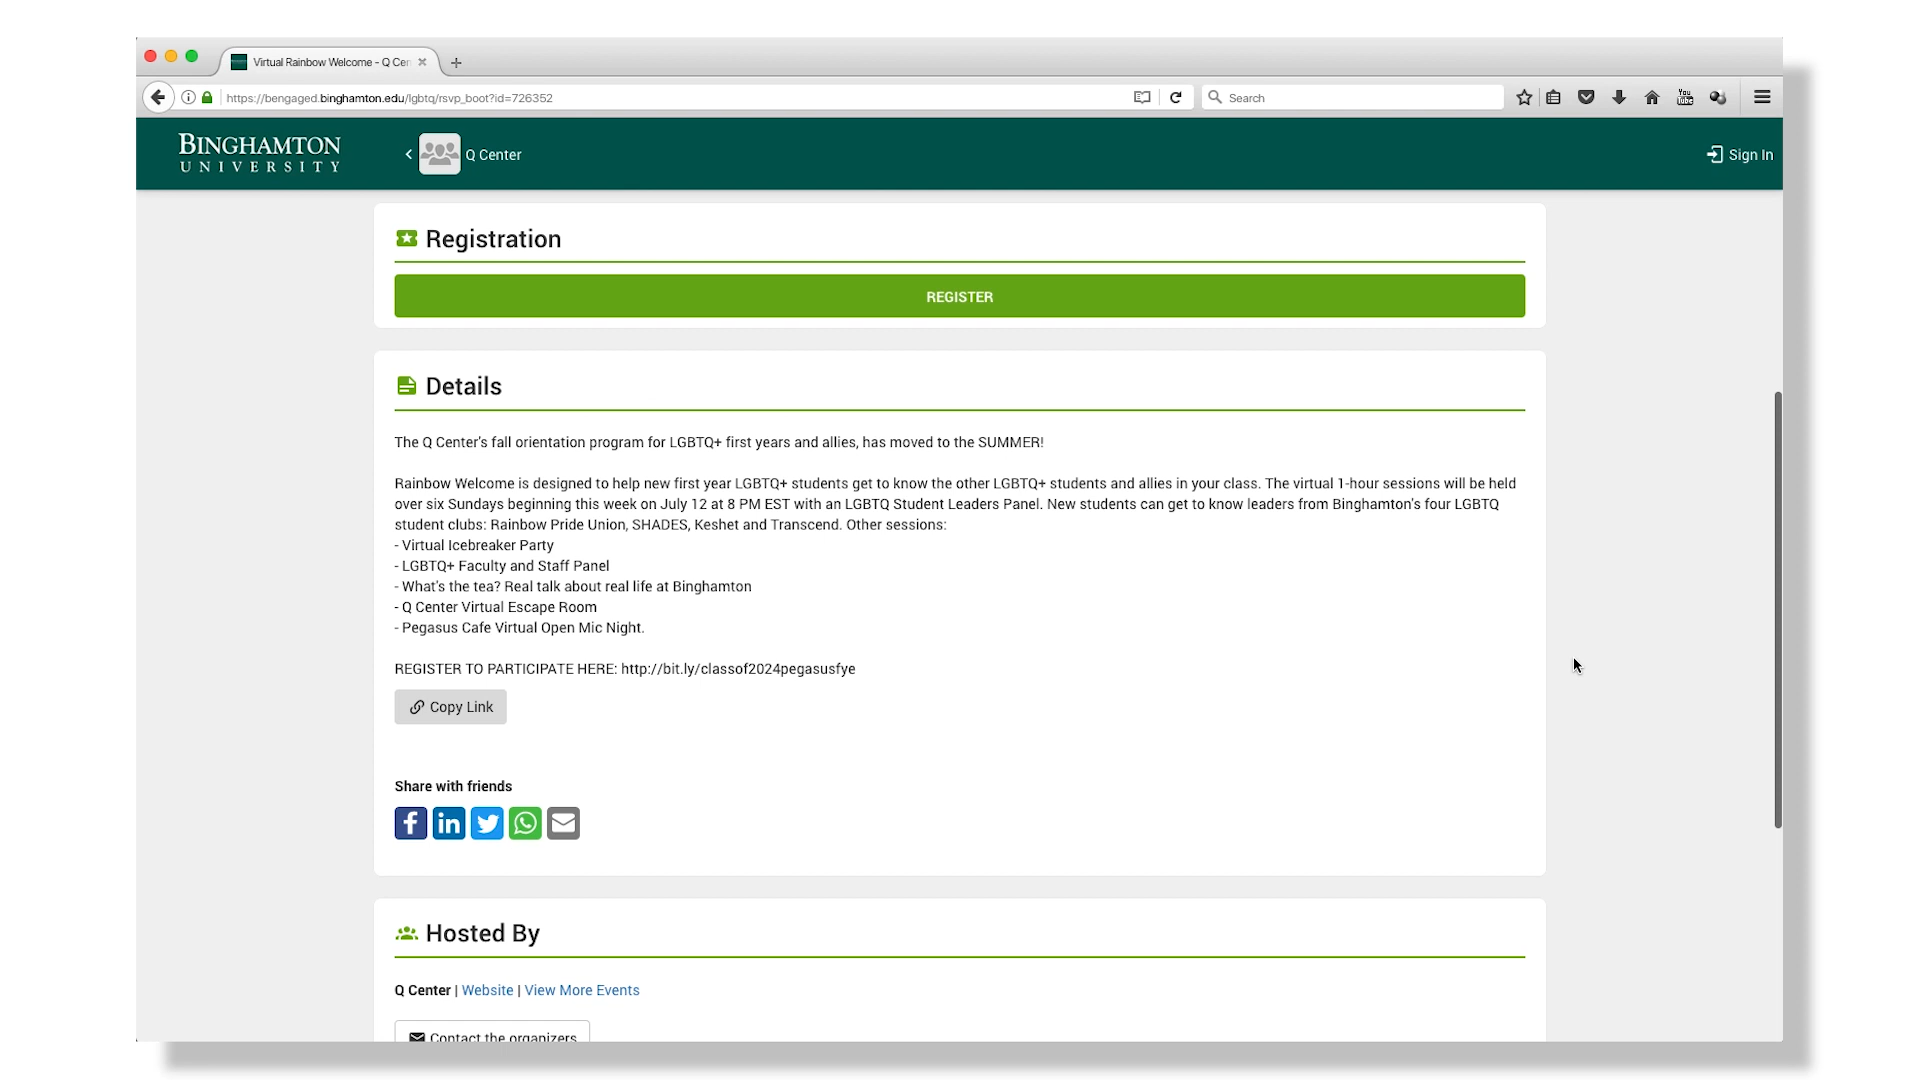 Virtual Rainbow Welcome - Q Cen
https://bengaged.binghamton.edu/lgbtq/rsvp_boot?id=726352
Search
You Tube
BINGHAMTON
UNIVERSITY
Q Center
Sign In
Registration
REGISTER
Details
The Q Center's fall orientation program for LGBTQ+ first years and allies, has moved to the SUMMER!
Rainbow Welcome is designed to help new first year LGBTQ+ students get to know the other LGBTQ+ students and allies in your class. The virtual 1-hour sessions will be held
over six Sundays beginning this week on July 12 at 8 PM EST with an LGBTQ Student Leaders Panel. New students can get to know leaders from Binghamton's four LGBTQ
student clubs: Rainbow Pride Union, SHADES, Keshet and Transcend. Other sessions:
- Virtual Icebreaker Party
- LGBTQ+ Faculty and Staff Panel
- What's the tea? Real talk about real life at Binghamton
- Q Center Virtual Escape Room
- Pegasus Cafe Virtual Open Mic Night.
REGISTER TO PARTICIPATE HERE: http://bit.ly/classof2024pegasusfye
Copy Link
Share with friends
Hosted By
Q Center | Website | View More Events
Contact the organizers